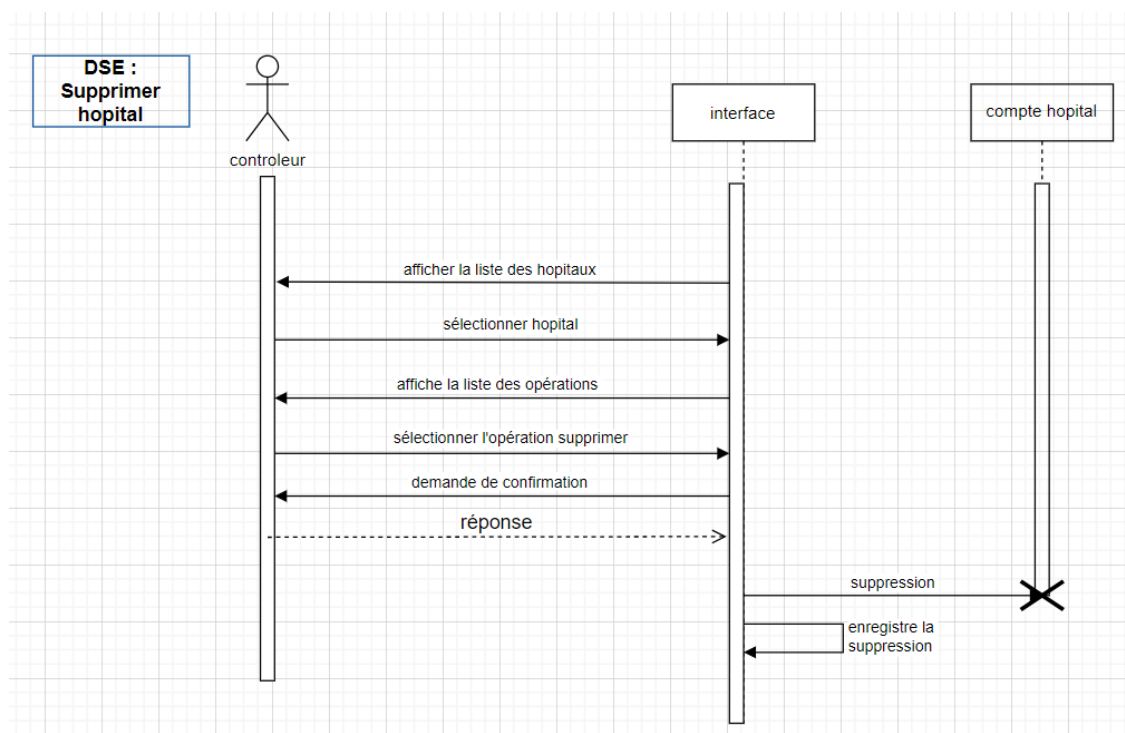 DSE :
Supprimer
hopital
controleur
interface
compte hopital
afficher la liste des hopitaux
sélectionner hopital
affiche la liste des opérations
sélectionner l'opération supprimer
demande de confirmation
réponse
suppression
enregistre la
suppression